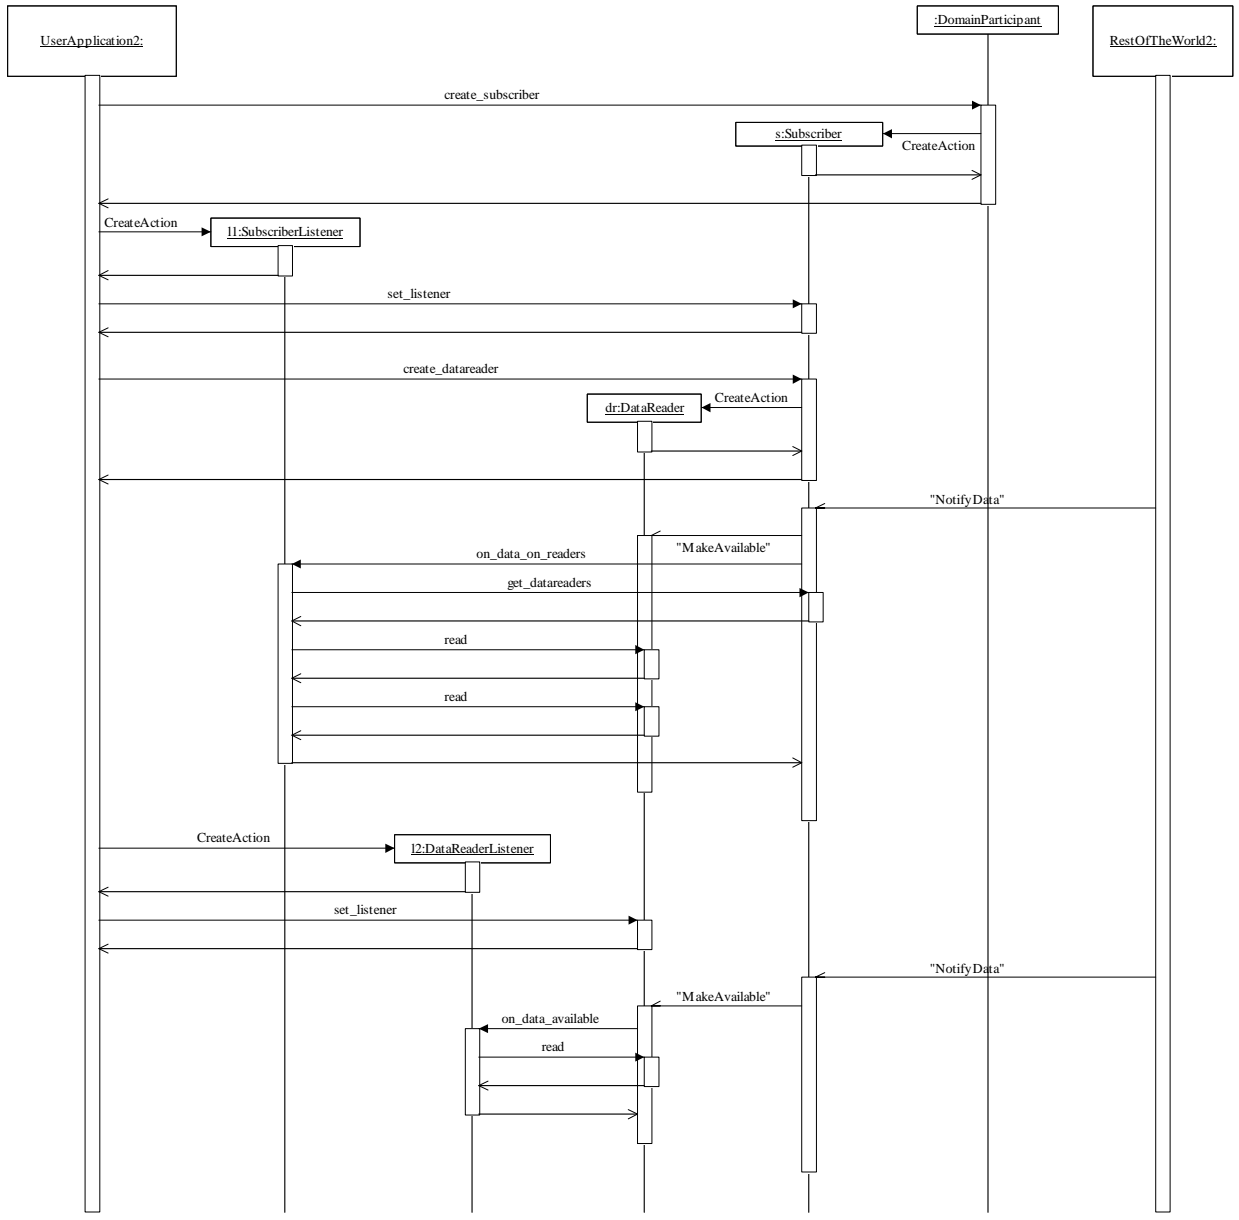 :DomainParticipant
UserApplication2:
RestOfTheWorld2:
create_subscriber
s:Subscriber
CreateAction
CreateAction
l1:SubscriberListener
set_listener
create_datareader
CreateAction
dr:DataReader
"NotifyData"
"MakeAvailable"
on_data_on_readers
get_datareaders
read
read
CreateAction
l2:DataReaderListener
set_listener
"NotifyData"
"MakeAvailable"
on_data_available
read